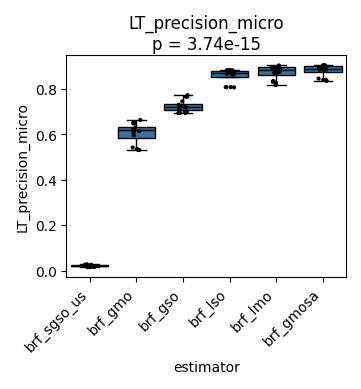 LT_precision_micro
p = 3.74e-15
LT_precision_micro
0.8
0.6
0.4
0.2
0.0
brf_sgso_us
brf_gmo
brf_gso
brf_lso
brf_lmo
brf_gmosa
estimator